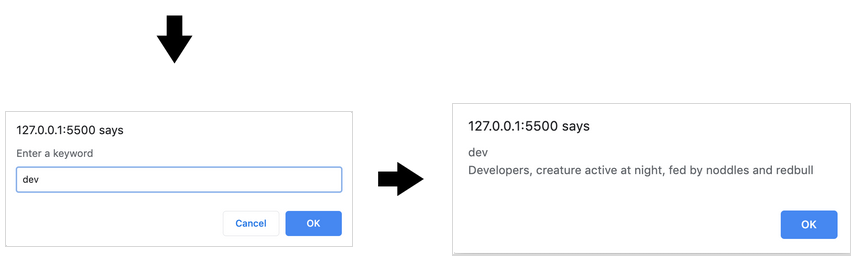 127.0.0.1:5500 says
Enter a keyword
dev
Cancel
OK
127.0.0.1:5500 says
dev
Developers, creature active at night, fed by noddles and redbull
OK